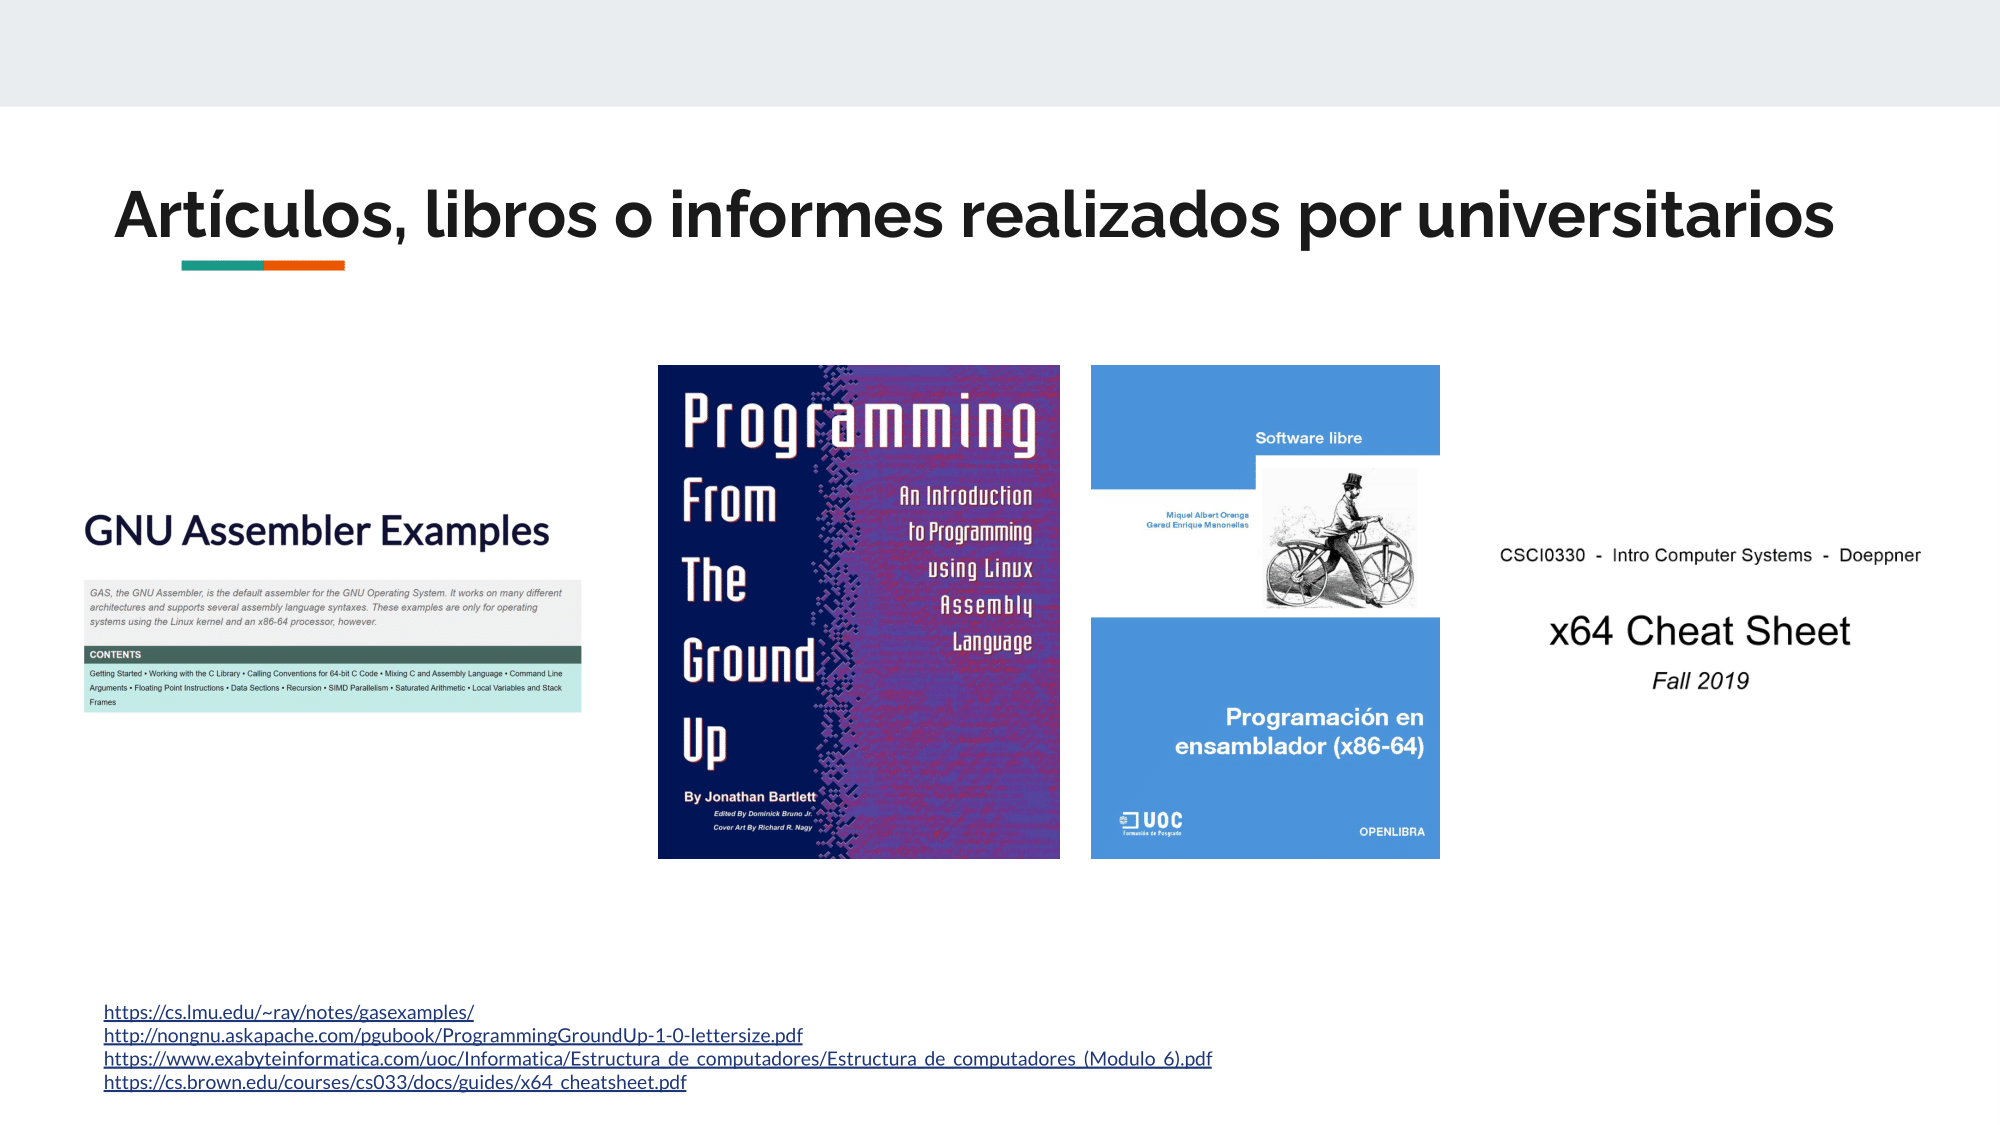 Artículos, libros o informes realizados por universitarios
GNU Assembler Examples
GAS, the GNU Assembler, is the default assembler for the GNU Operating System. It works on many different
architectures and supports several assembly language syntaxes. These examples are only for operating
systems using the Linux kernel and an x86-64 processor, however.
CONTENTS
Getting Started • Working with the C Library • Calling Conventions for 64-bit C Code • Mixing C and Assembly Language • Command Line
Arguments • Floating Point Instructions • Data Sections • Recursion • SIMD Parallelism • Saturated Arithmetic • Local Variables and Stack
Frames
Programming
From
The
Ground
Up
An Introduction
to Programming
using Linux
Assembly
Language
By Jonathan Bartlett
Edited By Dominick Bruno Jr.
Cover Art By Richard R. Nagy
Software libre
Miquel Albert Orenga
Gerad Enrique Manonellas
Programación en
ensamblador (x86-64)
UOC
Formación de Posgrado
OPENLIBRA
CSCI0330 - Intro Computer Systems - Doeppner
x64 Cheat Sheet
Fall 2019
https://cs.lmu.edu/~ray/notes/gasexamples/
http://nongnu.askapache.com/pgubook/ProgrammingGroundUp-1-0-lettersize.pdf
https://www.exabyteinformatica.com/uoc/Informatica/Estructura_de_computadores/Estructura_de_computadores_(Modulo_6).pdf
https://cs.brown.edu/courses/cs033/docs/guides/x64_cheatsheet.pdf